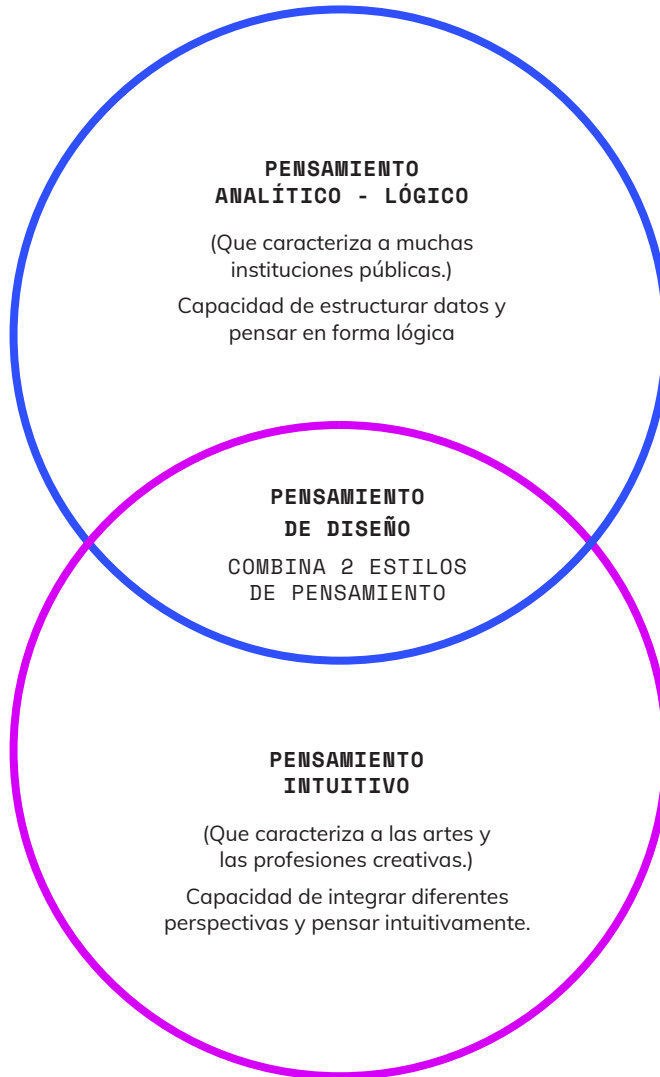 PENSAMIENTO
ANALÍTICO - LÓGICO
(Que caracteriza a muchas
instituciones públicas.)
Capacidad de estructurar datos y
pensar en forma lógica
PENSAMIENTO
DE DISEÑO
COMBINA 2 ESTILOS
DE PENSAMIENTO
PENSAMIENTO
INTUITIVO
(Que caracteriza a las artes y
las profesiones creativas.)
Capacidad de integrar diferentes
perspectivas y pensar intuitivamente.